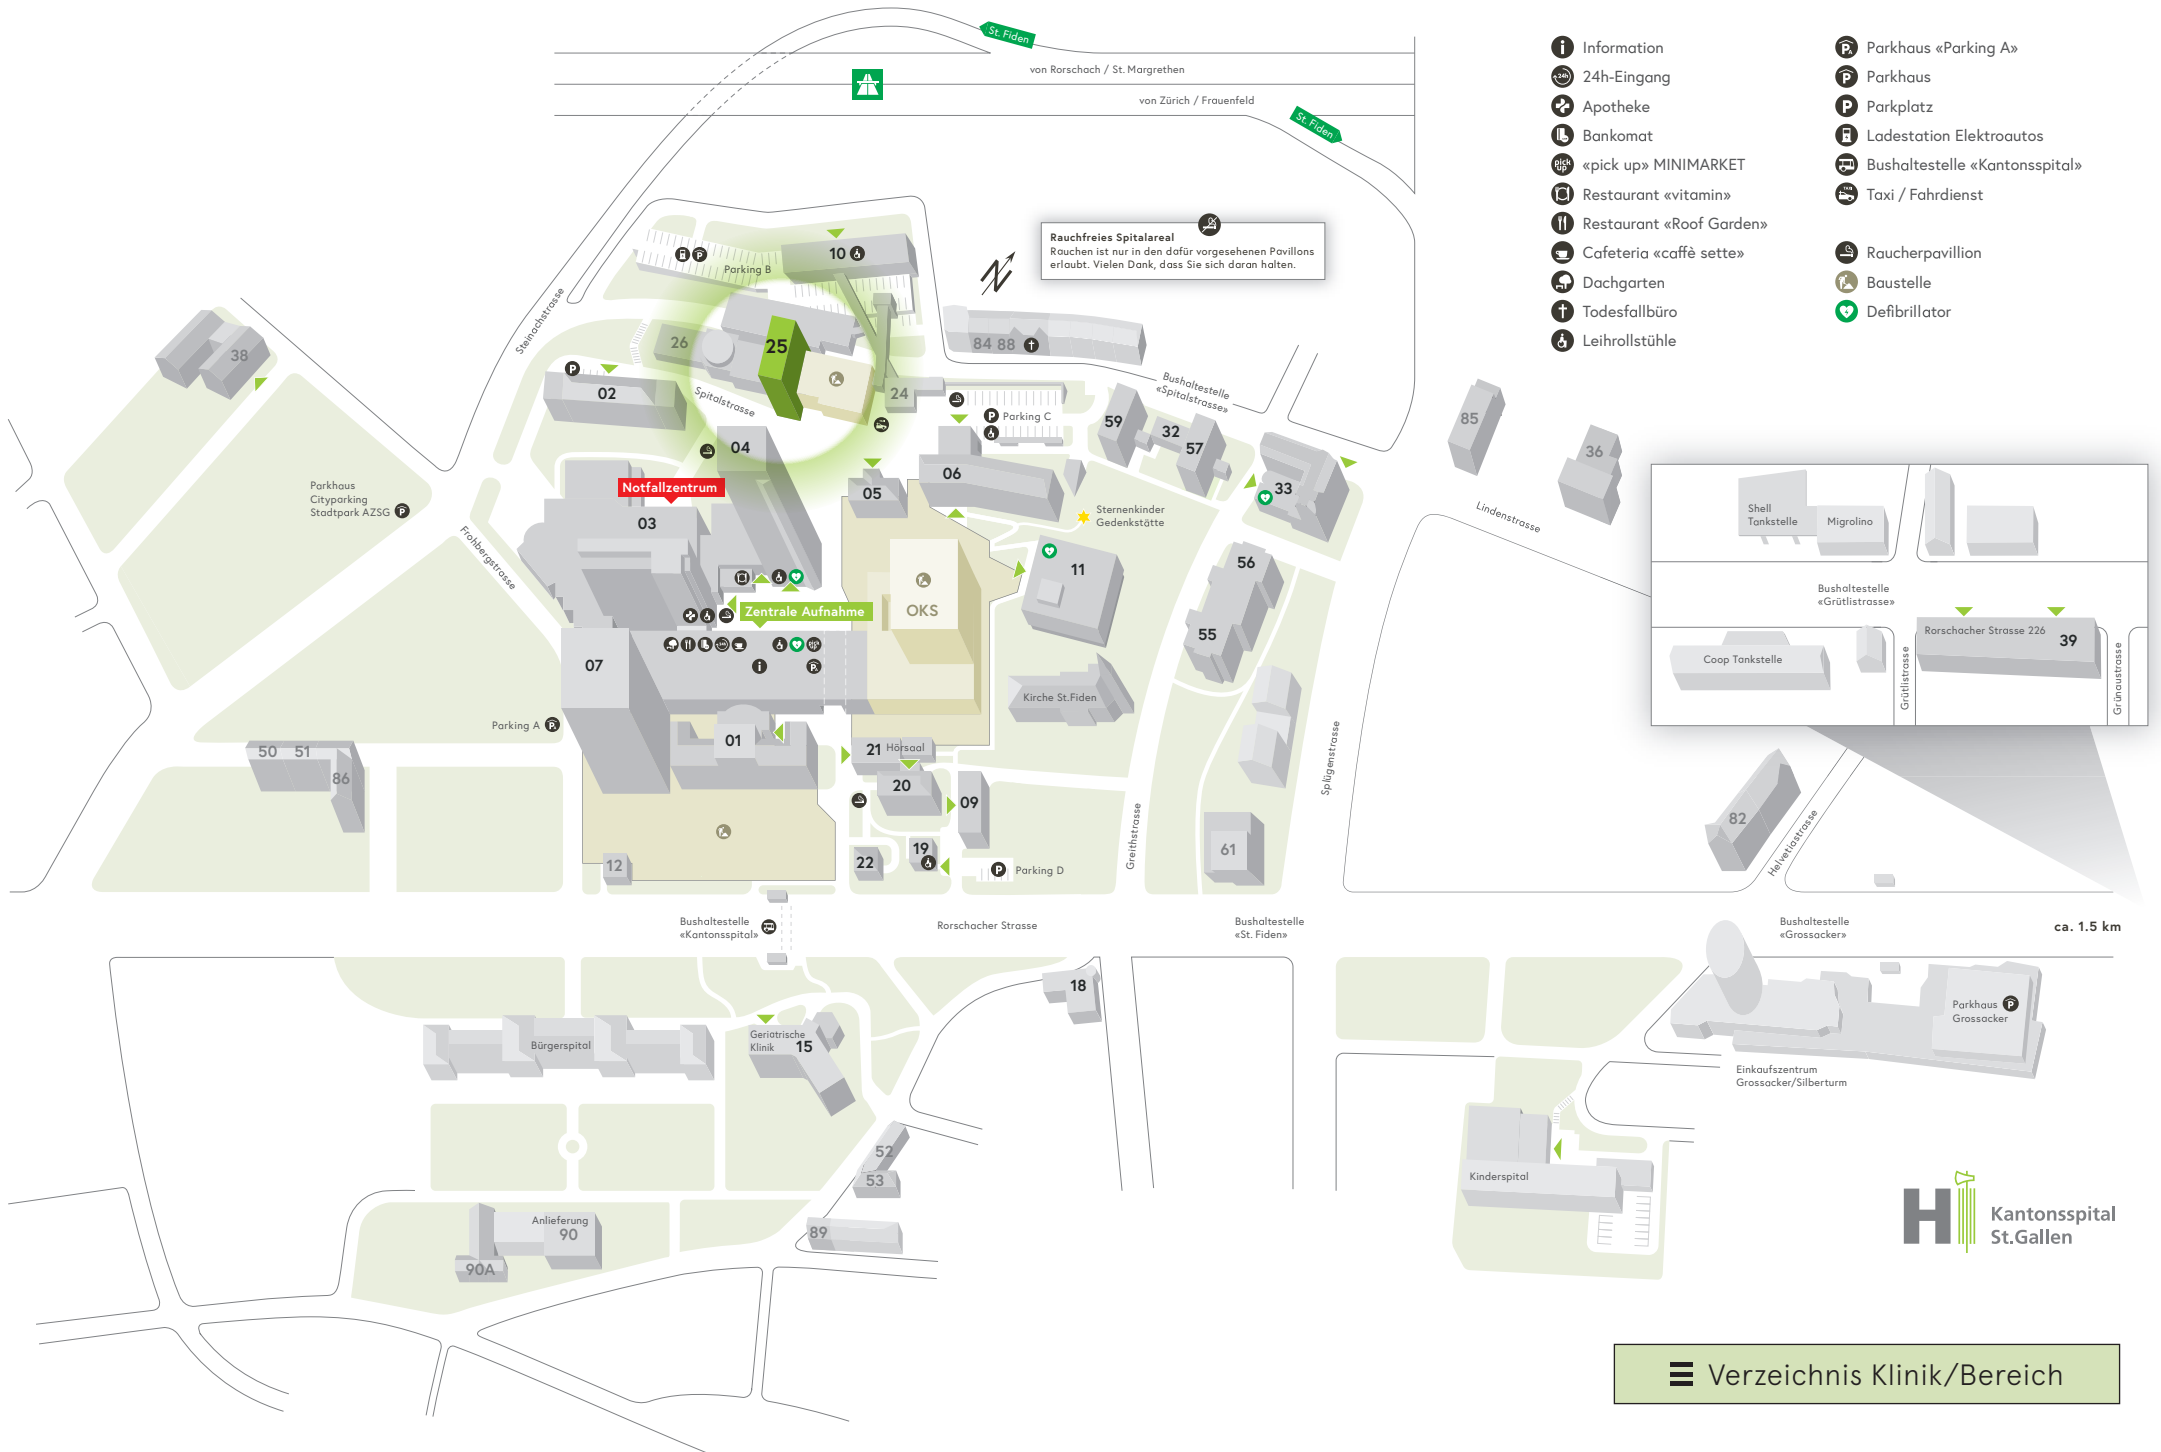 St. Fiden
von Rorschach / St. Margrethen
von Zürich / Frauenfeld
St. Fiden
Information
24h-Eingang
Apotheke
Bankomat
«pick up» MINIMARKET
Restaurant «vitamin»
Restaurant «Roof Garden»
Cafeteria «caffè sette»
Dachgarten
Todesfallbüro
Leihrollstühle
Parkhaus «Parking A»
Parkhaus
Parkplatz
Ladestation Elektroautos
Bushaltestelle «Kantonsspital»
Taxi / Fahrdienst
Raucherpavillion
Baustelle
Defibrillator
Rauchfreies Spitalareal
Rauchen ist nur in den dafür vorgesehenen Pavillons
erlaubt. Vielen Dank, dass Sie sich daran halten.
N
10
Parking B
Steinachstrasse
38
26
25
84 88
02
Spitalstrasse
24
Bushaltestelle
«Spitalstrasse»
Parking C
59
32
57
85
36
04
06
05
33
Parkhaus
Cityparking
Stadtpark AZSG
Notfallzentrum
03
Frohbergstrasse
Sternenkinder
Gedenkstätte
Lindenstrasse
Shell
Tankstelle
Migrolino
11
56
55
Zentrale Aufnahme
OKS
Bushaltestelle
«Grütlistrasse»
Rorschacher Strasse 226
39
Coop Tankstelle
Grütlistrasse
Grünaustrasse
07
Kirche St.Fiden
Parking A
01
21 Hörsaal
20
09
50
51
86
Splügenstrasse
Greithstrasse
61
82
Helvetiastrasse
12
22
19
Parking D
Bushaltestelle
«Kantonsspital»
Rorschacher Strasse
Bushaltestelle
«St. Fiden»
Bushaltestelle
«Grossacker»
ca. 1.5 km
18
Parkhaus
Grossacker
Bürgerspital
Geriatrische
Klinik
15
Einkaufszentrum
Grossacker/Silberturm
52
53
89
Kinderspital
Anlieferung
90
90A
H
Kantonsspital
St.Gallen
Verzeichnis Klinik/Bereich